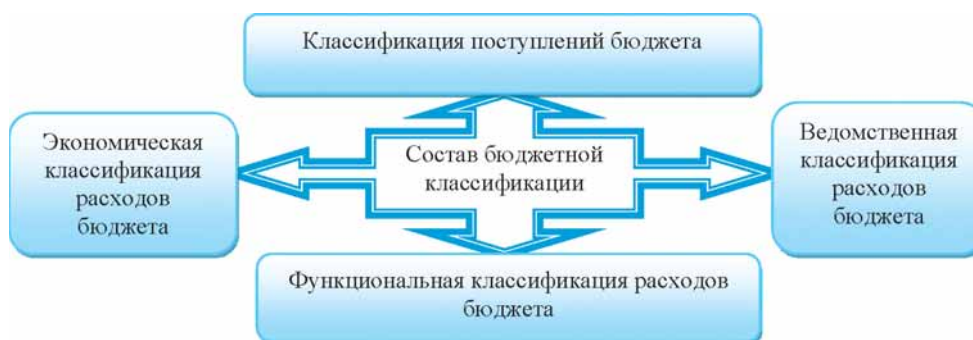 Классификация поступлений бюджета
Экономическая
классификация
расходов
бюджета
Состав бюджетной
классификации
Ведомственная
классификация
расходов
бюджета
Функциональная классификация расходов
бюджета